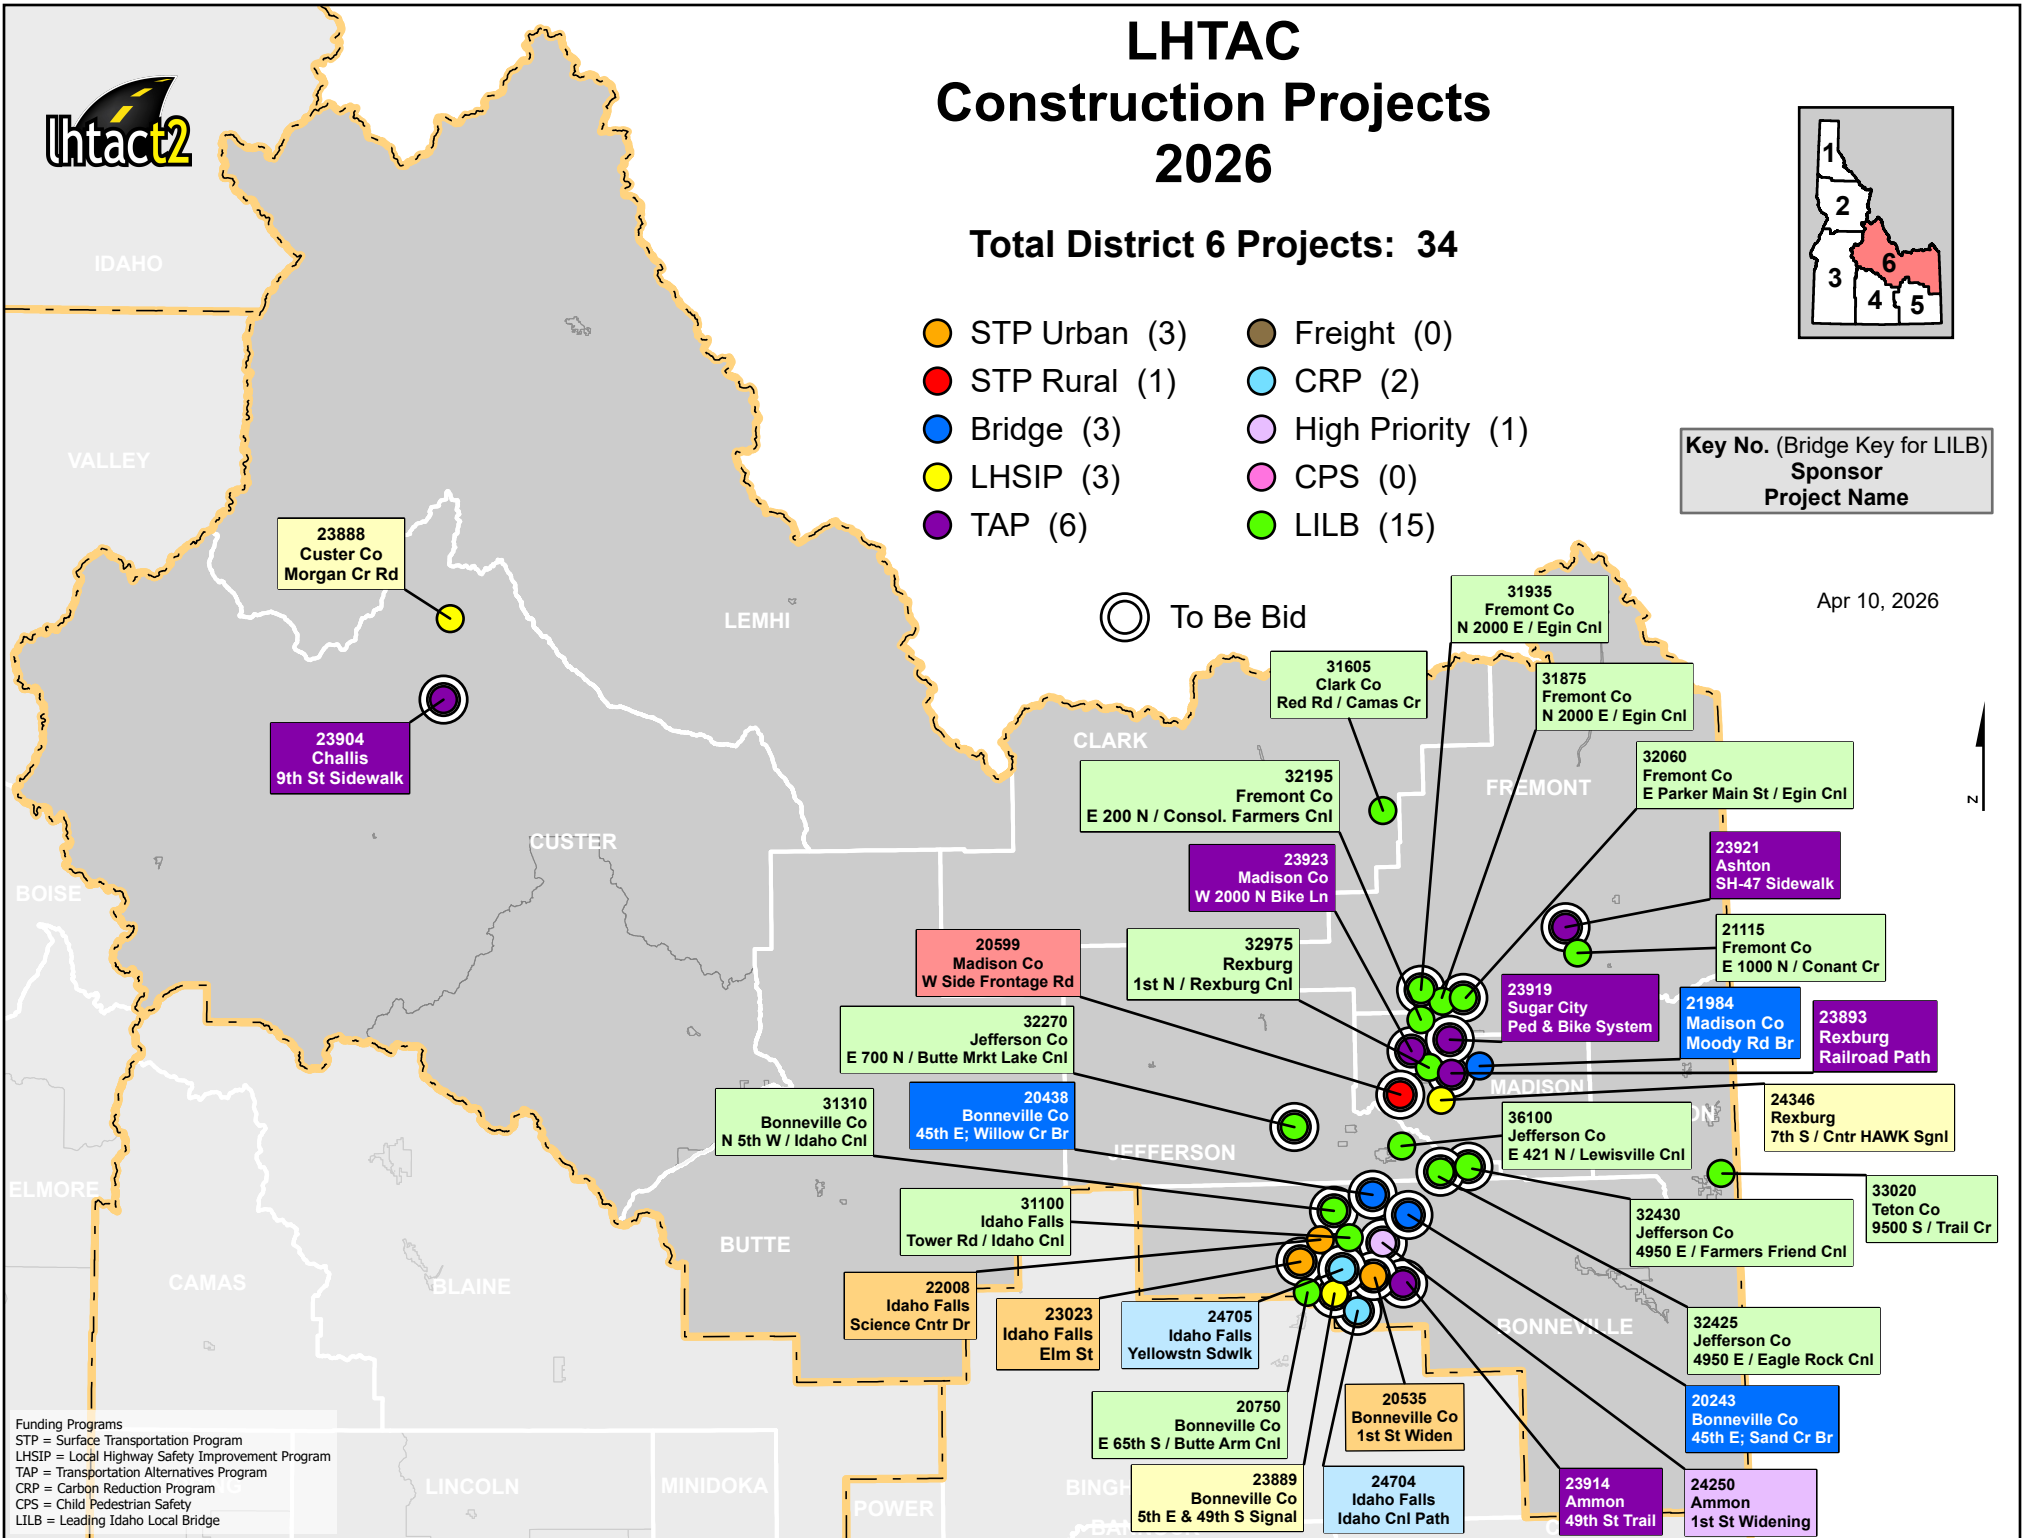 LHTAC
Construction Projects
2026
Total District 6 Projects: 34
lhtact2
1
2
3
6
4
5
STP Urban (3)
STP Rural (1)
Bridge (3)
LHSIP (3)
TAP (6)
Freight (0)
CRP (2)
High Priority (1)
CPS (0)
LILB (15)
To Be Bid
Key No. (Bridge Key for LILB)
Sponsor
Project Name
Apr 10, 2026
N
IDAHO
VALLEY
LEMHI
CLARK
FREMONT
CUSTER
BOISE
MADISON
JEFFERSON
ELMORE
BUTTE
CAMAS
BLAINE
BONNEVILLE
LINCOLN
MINIDOKA
POWER
23888
Custer Co
Morgan Cr Rd
23904
Challis
9th St Sidewalk
31935
Fremont Co
N 2000 E / Egin Cnl
31605
Clark Co
Red Rd / Camas Cr
31875
Fremont Co
N 2000 E / Egin Cnl
32060
Fremont Co
E Parker Main St / Egin Cnl
32195
Fremont Co
E 200 N / Consol. Farmers Cnl
23923
Madison Co
W 2000 N Bike Ln
23921
Ashton
SH-47 Sidewalk
20599
Madison Co
W Side Frontage Rd
32975
Rexburg
1st N / Rexburg Cnl
21115
Fremont Co
E 1000 N / Conant Cr
23919
Sugar City
Ped & Bike System
21984
Madison Co
Moody Rd Br
23893
Rexburg
Railroad Path
32270
Jefferson Co
E 700 N / Butte Mrkt Lake Cnl
31310
Bonneville Co
N 5th W / Idaho Cnl
20438
Bonneville Co
45th E; Willow Cr Br
24346
Rexburg
7th S / Cntr HAWK Sgnl
36100
Jefferson Co
E 421 N / Lewisville Cnl
33020
Teton Co
9500 S / Trail Cr
31100
Idaho Falls
Tower Rd / Idaho Cnl
32430
Jefferson Co
4950 E / Farmers Friend Cnl
22008
Idaho Falls
Science Cntr Dr
23023
Idaho Falls
Elm St
24705
Idaho Falls
Yellowstn Sdwlk
32425
Jefferson Co
4950 E / Eagle Rock Cnl
20750
Bonneville Co
E 65th S / Butte Arm Cnl
20535
Bonneville Co
1st St Widen
20243
Bonneville Co
45th E; Sand Cr Br
23889
Bonneville Co
5th E & 49th S Signal
24704
Idaho Falls
Idaho Cnl Path
23914
Ammon
49th St Trail
24250
Ammon
1st St Widening
Funding Programs
STP = Surface Transportation Program
LHSIP = Local Highway Safety Improvement Program
TAP = Transportation Alternatives Program
CRP = Carbon Reduction Program
CPS = Child Pedestrian Safety
LILB = Leading Idaho Local Bridge